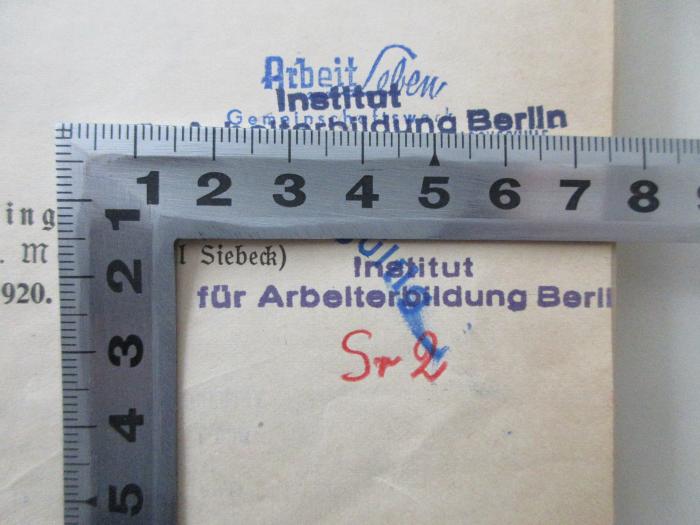 Arbeit Leben
Institut
Gemeinschaftswerk
Arbeiterbildung Berlin
1 2 3 4 5 6 7 8
1
2
3
4
5
ing
. M
920.
Siebeck)
Institut
für Arbeiterbildung Berli
Sr 2